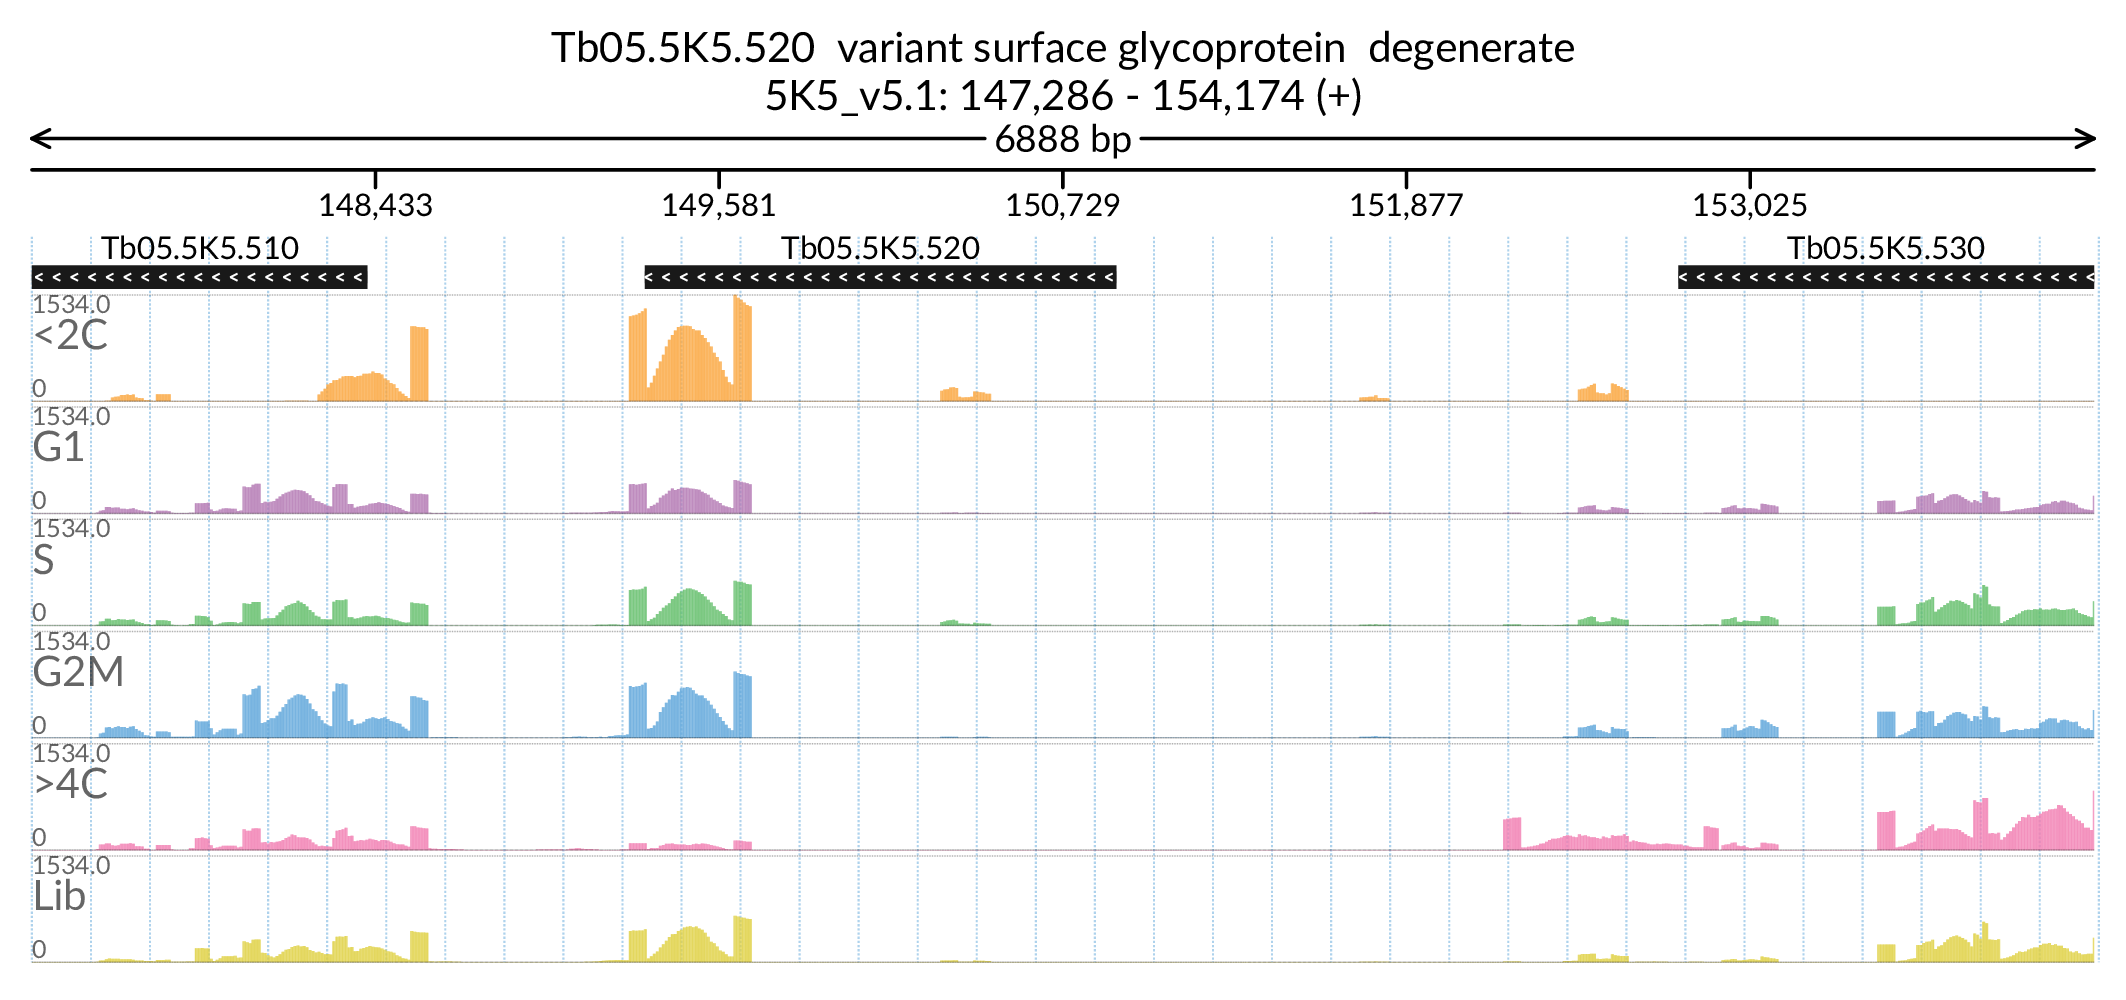 Tb05.5K5.520 variant surface glycoprotein degenerate
5K5_v5.1: 147,286 - 154,174 (+)
6888 bp
148,433 149,581 150,729 151,877 153,025
Tb05.5K5.510 Tb05.5K5.520 Tb05.5K5.530
1534.0
<2C
0
1534.0
G1
0
1534.0
S
0
1534.0
G2M
0
1534.0
>4C
0
1534.0
Lib
0